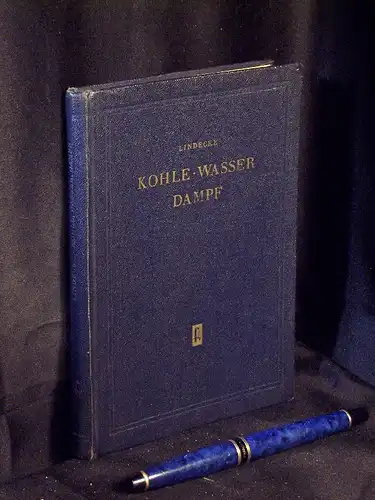 LINDECKE
KOHLE · WASSER
DAMPF